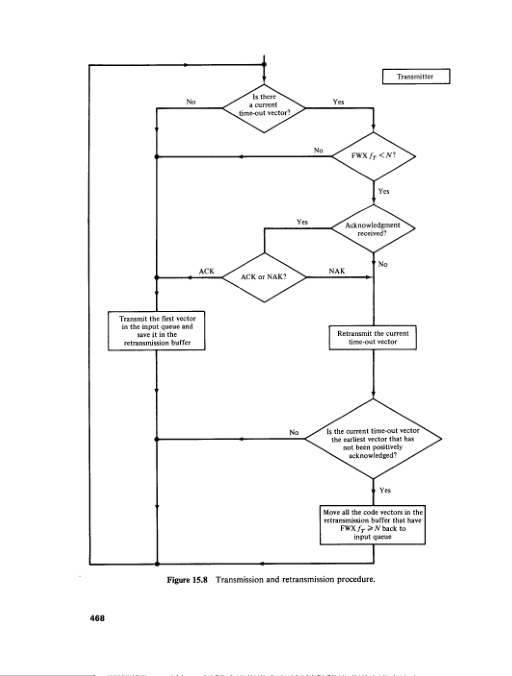 Transmitter
Is there
a current
time-out vector?
No
Yes
No
FWX f_T < N?
Yes
Yes
Acknowledgment
received?
No
ACK
ACK or NAK?
NAK
Transmit the first vector
in the input queue and
save it in the
retransmission buffer
Retransmit the current
time-out vector
No
Is the current time-out vector
the earliest vector that has
not been positively
acknowledged?
Yes
Move all the code vectors in the
retransmission buffer that have
FWX f_T ⩾ N back to
input queue
Figure 15.8 Transmission and retransmission procedure.
468